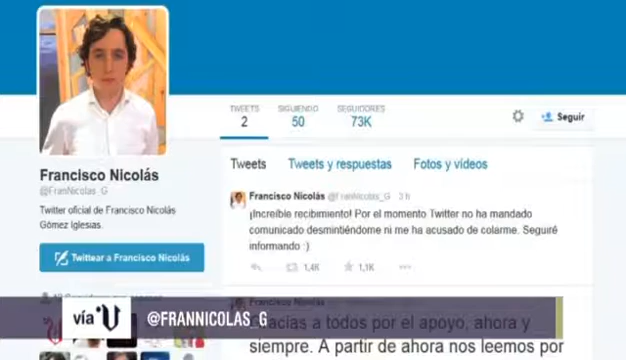 TWEETS SIGUIENDO SEGUIDORES
2 50 73K
Seguir
Tweets Tweets y respuestas Fotos y vídeos
Francisco Nicolás
@FranNicolas_G
Twitter oficial de Francisco Nicolás
Gómez Iglesias.
Twittear a Francisco Nicolás
Francisco Nicolás @FranNicolas_G 3 h
¡Increíble recibimiento! Por el momento Twitter no ha mandado
comunicado desmintiéndome ni me ha acusado de colarme. Seguiré
informando :)
1,4K 1,1K
Francisco Nicolás
Gracias a todos por el apoyo, ahora y
siempre. A partir de ahora nos leemos por
vía V @FRANNICOLAS_G